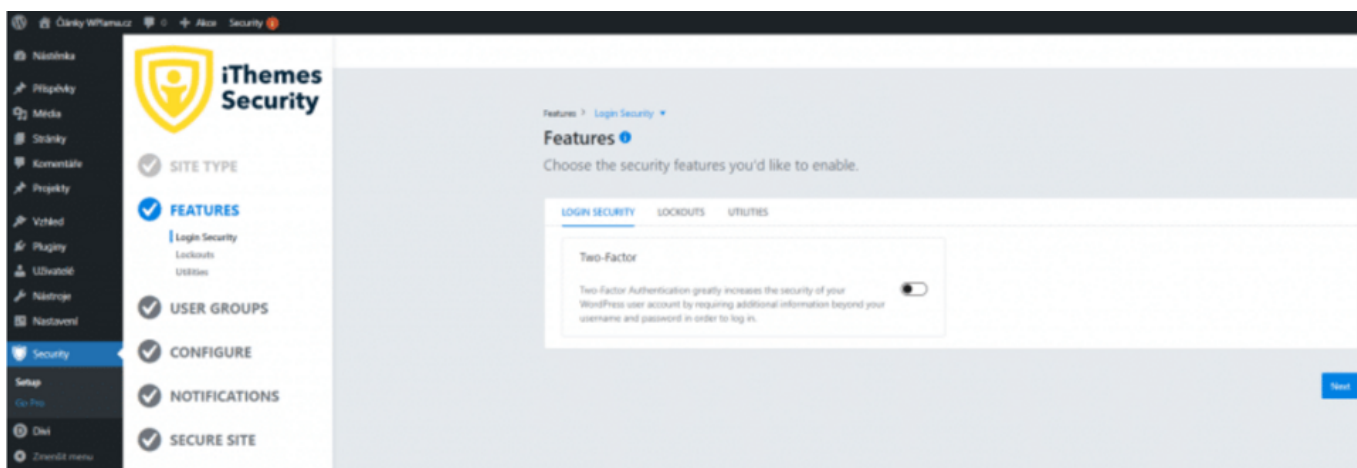 Články WPlama.cz 0 + Akce Security
Nástěnka
Příspěvky
Média
Stránky
Komentáře
Projekty
Vzhled
Pluginy
Uživatelé
Nástroje
Nastavení
Security
Setup
Go Pro
Divi
Zmenšit menu
iThemes
Security
SITE TYPE
FEATURES
Login Security
Lockouts
Utilities
USER GROUPS
CONFIGURE
NOTIFICATIONS
SECURE SITE
Features > Login Security
Features
Choose the security features you'd like to enable.
LOGIN SECURITY LOCKOUTS UTILITIES
Two-Factor
Two-Factor Authentication greatly increases the security of your
WordPress user account by requiring additional information beyond your
username and password in order to log in.
Next